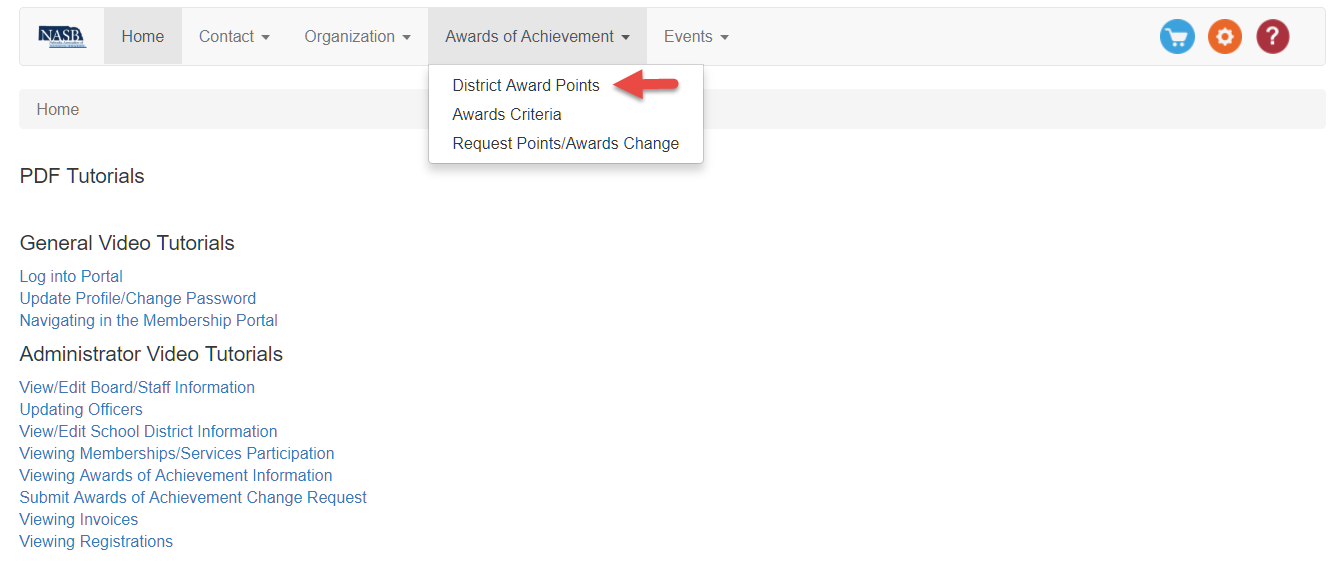 NASB Home Contact Organization Awards of Achievement Events ?
District Award Points
Awards Criteria
Request Points/Awards Change
Home
PDF Tutorials
General Video Tutorials
Log into Portal
Update Profile/Change Password
Navigating in the Membership Portal
Administrator Video Tutorials
View/Edit Board/Staff Information
Updating Officers
View/Edit School District Information
Viewing Memberships/Services Participation
Viewing Awards of Achievement Information
Submit Awards of Achievement Change Request
Viewing Invoices
Viewing Registrations